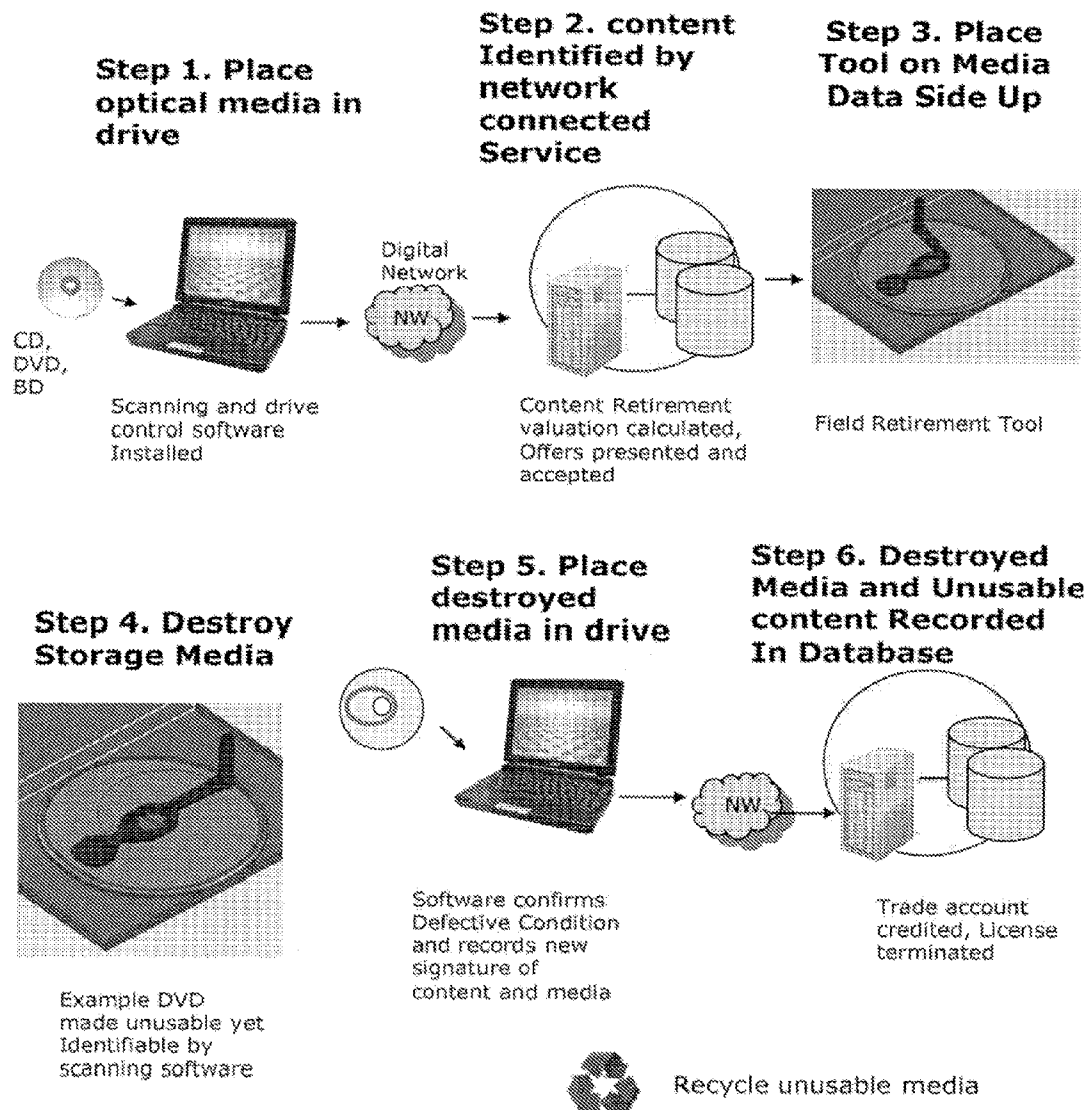 Step 1. Place
optical media in
drive
Step 2. content
Identified by
network
connected
Service
Step 3. Place
Tool on Media
Data Side Up
CD,
DVD,
BD
Digital
Network
NW
Scanning and drive
control software
Installed
Content Retirement
valuation calculated,
Offers presented and
accepted
Field Retirement Tool
Step 4. Destroy
Storage Media
Step 5. Place
destroyed
media in drive
Step 6. Destroyed
Media and Unusable
content Recorded
In Database
NW
Example DVD
made unusable yet
Identifiable by
scanning software
Software confirms
Defective Condition
and records new
signature of
content and media
Trade account
credited, License
terminated
Recycle unusable media